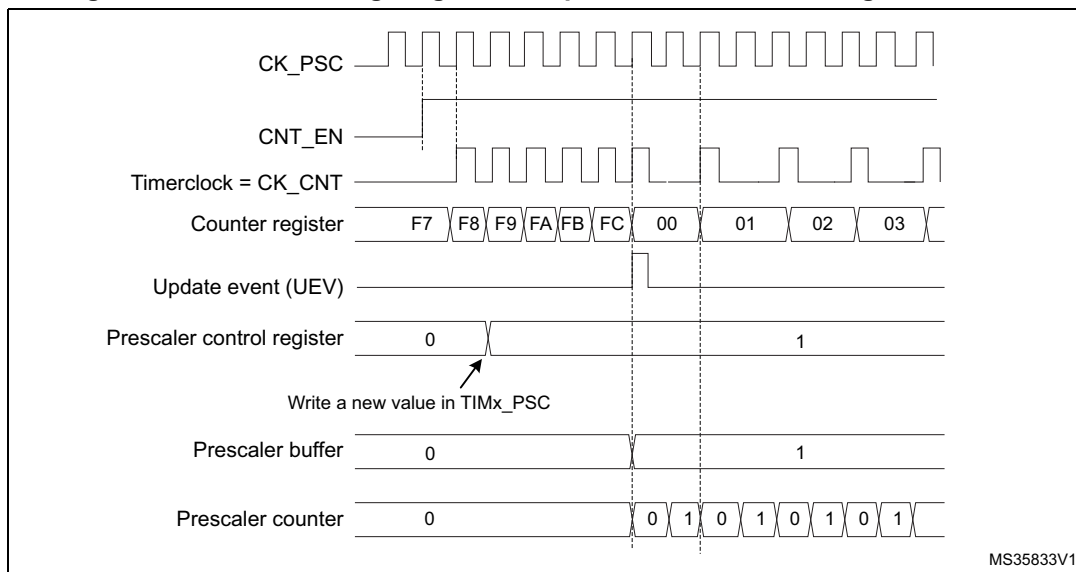 CK_PSC
CNT_EN
Timerclock = CK_CNT
Counter register F7 F8 F9 FA FB FC 00 01 02 03
Update event (UEV)
Prescaler control register 0 1
Write a new value in TIMx_PSC
Prescaler buffer 0 1
Prescaler counter 0 0 1 0 1 0 1 0 1
MS35833V1